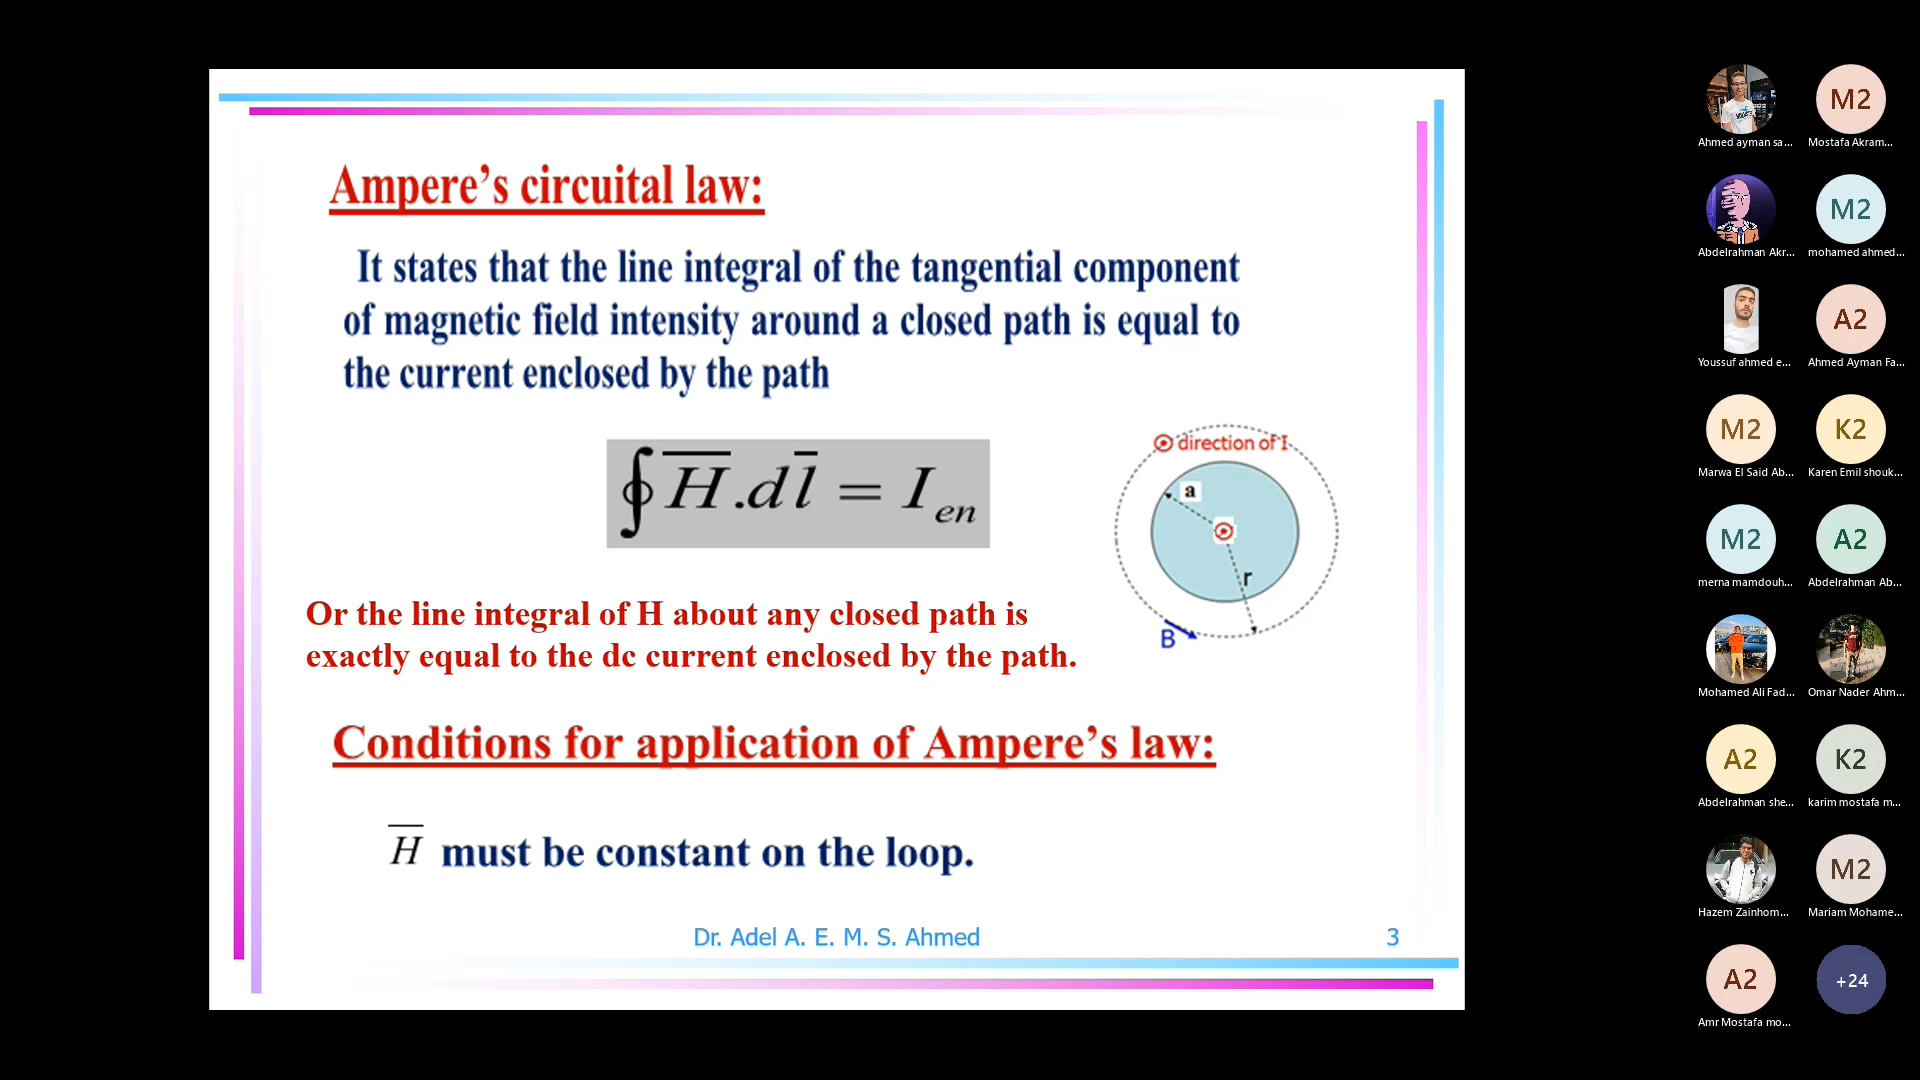 Ampere’s circuital law:
It states that the line integral of the tangential component
of magnetic field intensity around a closed path is equal to
the current enclosed by the path
∮ H̅.dl̅ = I_en
direction of I
a
r
B
Or the line integral of H about any closed path is
exactly equal to the dc current enclosed by the path.
Conditions for application of Ampere’s law:
H̅ must be constant on the loop.
Dr. Adel A. E. M. S. Ahmed
3
Ahmed ayman sa...
M2
Mostafa Akram...
Abdelrahman Akr...
M2
mohamed ahmed...
Youssuf ahmed e...
A2
Ahmed Ayman Fa...
M2
Marwa El Said Ab...
K2
Karen Emil shouk...
M2
merna mamdouh...
A2
Abdelrahman Ab...
Mohamed Ali Fad...
Omar Nader Ahm...
A2
Abdelrahman she...
K2
karim mostafa m...
Hazem Zainhom...
M2
Mariam Mohame...
A2
Amr Mostafa mo...
+24